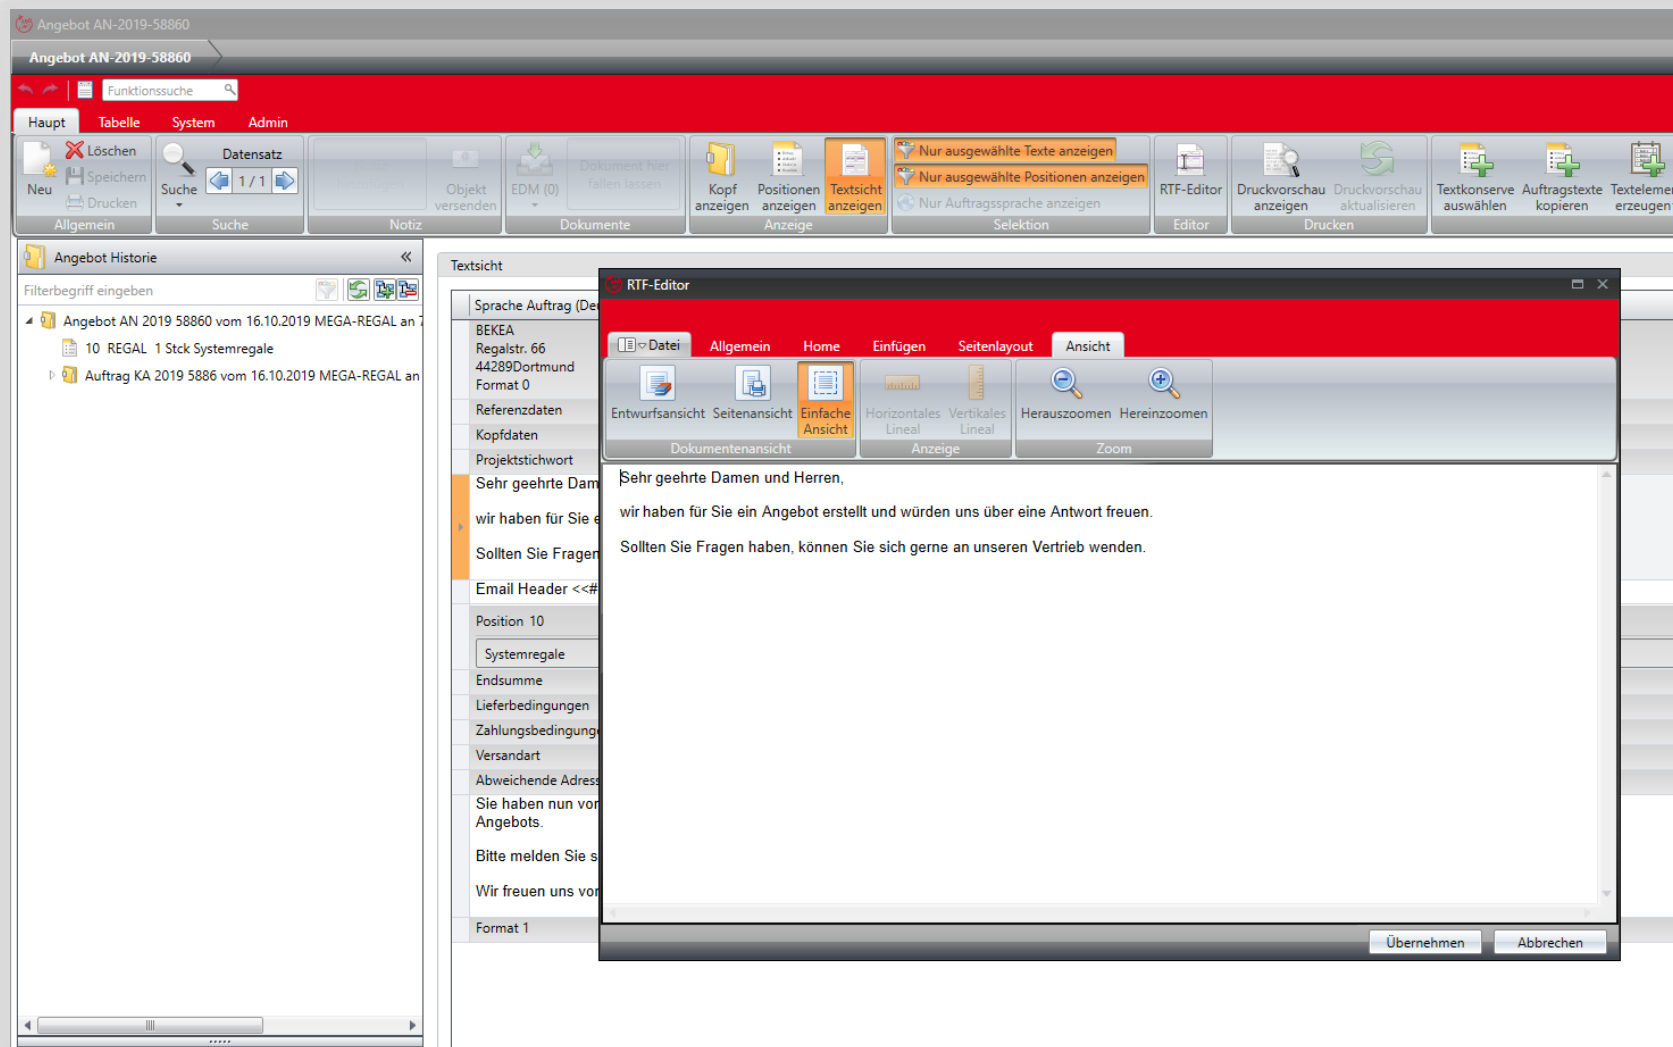 Angebot AN-2019-58860
Angebot AN-2019-58860
Funktionssuche
Haupt Tabelle System Admin
Neu
Löschen
Speichern
Drucken
Allgemein
Suche
Datensatz
1 / 1
Suche
Notiz
Objekt versenden
EDM (0)
Dokument hier
fallen lassen
Dokumente
Kopf
anzeigen
Positionen
anzeigen
Textsicht
anzeigen
Anzeige
Nur ausgewählte Texte anzeigen
Nur ausgewählte Positionen anzeigen
Nur Auftragssprache anzeigen
Selektion
RTF-Editor
Editor
Druckvorschau
anzeigen
Druckvorschau
aktualisieren
Drucken
Textkonserve
auswählen
Auftragstexte
kopieren
Textelemen
erzeugen
Angebot Historie
Filterbegriff eingeben
Angebot AN 2019 58860 vom 16.10.2019 MEGA-REGAL an 7
10 REGAL 1 Stck Systemregale
Auftrag KA 2019 5886 vom 16.10.2019 MEGA-REGAL an
Textsicht
Sprache Auftrag (De
BEKEA
Regalstr. 66
44289Dortmund
Format 0
Referenzdaten
Kopfdaten
Projektstichwort
Sehr geehrte Dam
wir haben für Sie e
Sollten Sie Fragen
Email Header <<#
Position 10
Systemregale
Endsumme
Lieferbedingungen
Zahlungsbedingung
Versandart
Abweichende Adress
Sie haben nun vor
Angebots.
Bitte melden Sie s
Wir freuen uns vor
Format 1
RTF-Editor
Datei Allgemein Home Einfügen Seitenlayout Ansicht
Entwurfsansicht
Seitenansicht
Einfache
Ansicht
Dokumentenansicht
Horizontales
Lineal
Vertikales
Lineal
Anzeige
Herauszoomen
Hereinzoomen
Zoom
Sehr geehrte Damen und Herren,
wir haben für Sie ein Angebot erstellt und würden uns über eine Antwort freuen.
Sollten Sie Fragen haben, können Sie sich gerne an unseren Vertrieb wenden.
Übernehmen Abbrechen